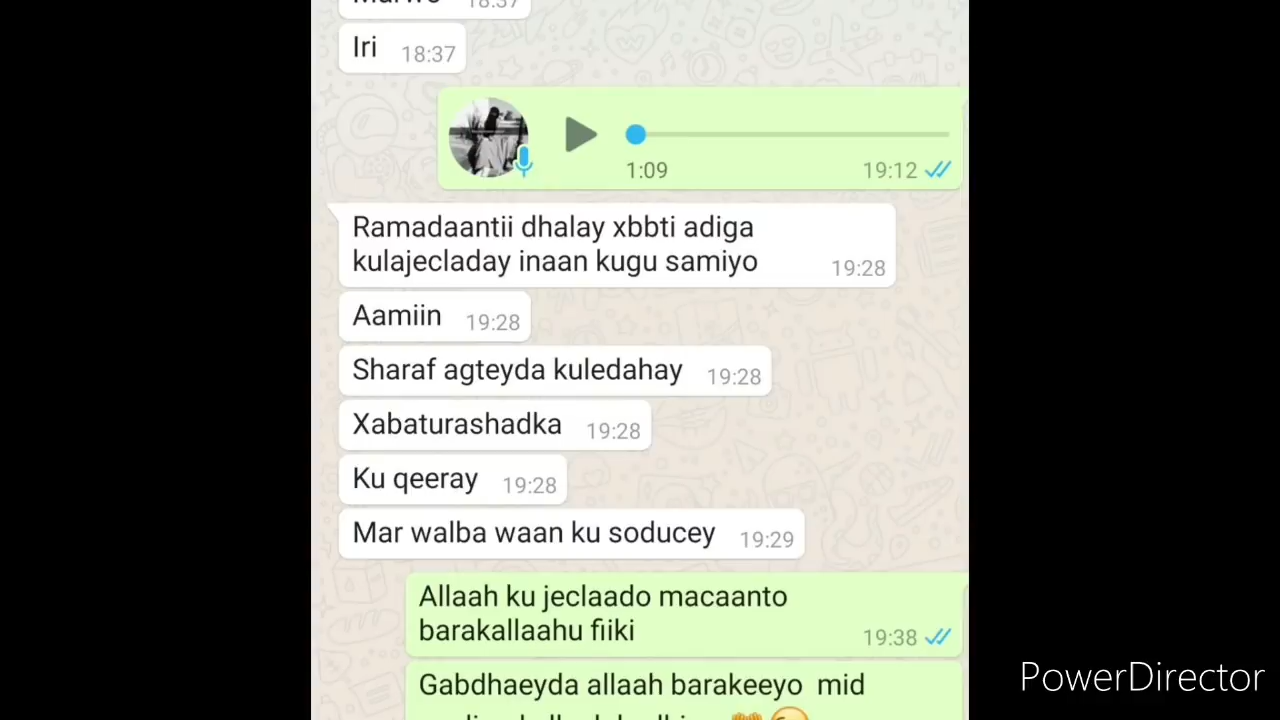 18:37
Iri 18:37
1:09 19:12
Ramadaantii dhalay xbbti adiga
kulajecladay inaan kugu samiyo 19:28
Aamiin 19:28
Sharaf agteyda kuledahay 19:28
Xabaturashadka 19:28
Ku qeeray 19:28
Mar walba waan ku soducey 19:29
Allaah ku jeclaado macaanto
barakallaahu fiiki 19:38
Gabdhaeyda allaah barakeeyo mid
PowerDirector